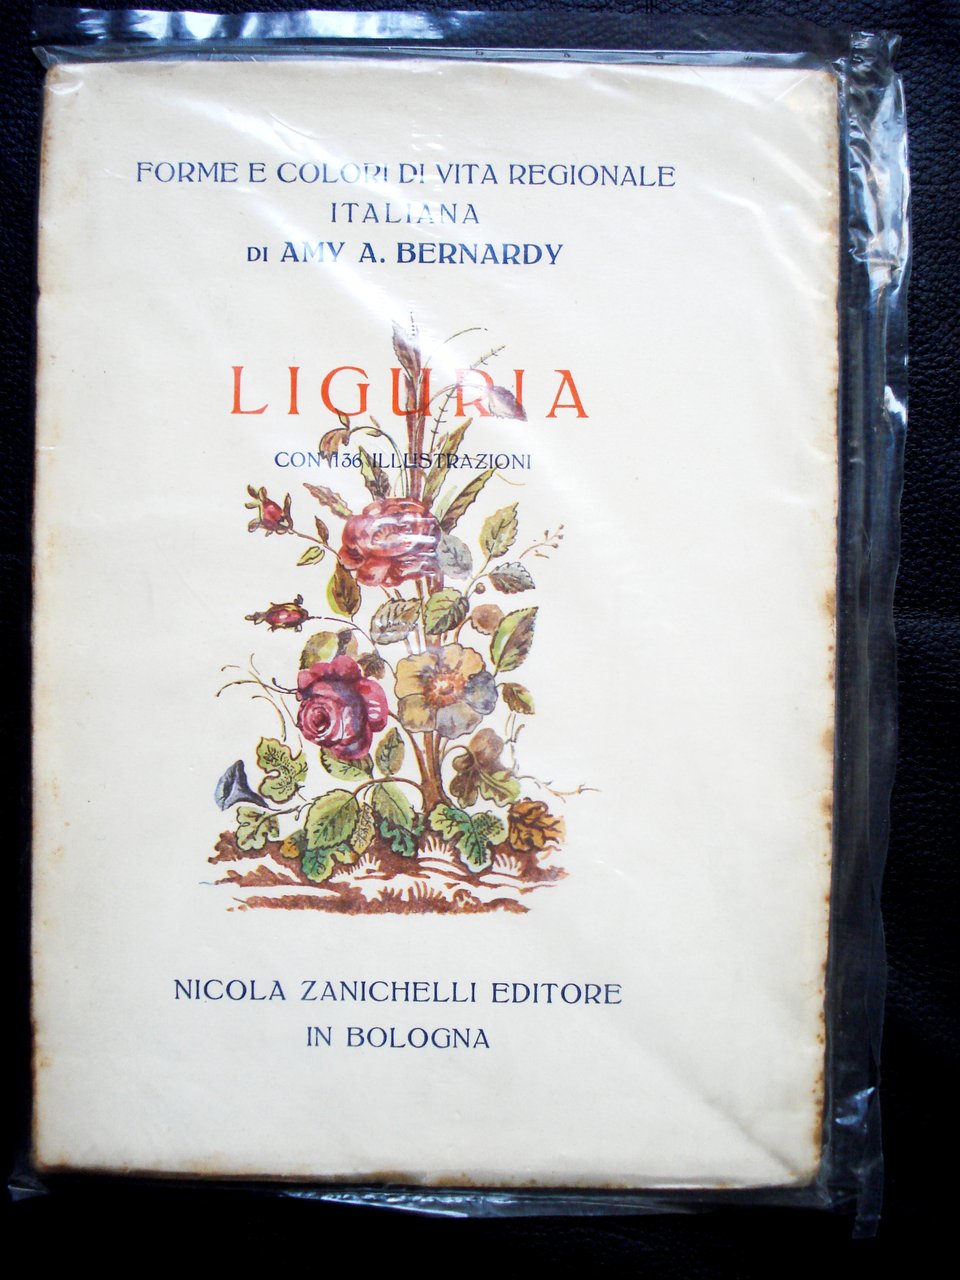 FORME E COLORI DI VITA REGIONALE
ITALIANA
DI AMY A. BERNARDY
LIGURIA
CON 136 ILLUSTRAZIONI
NICOLA ZANICHELLI EDITORE
IN BOLOGNA